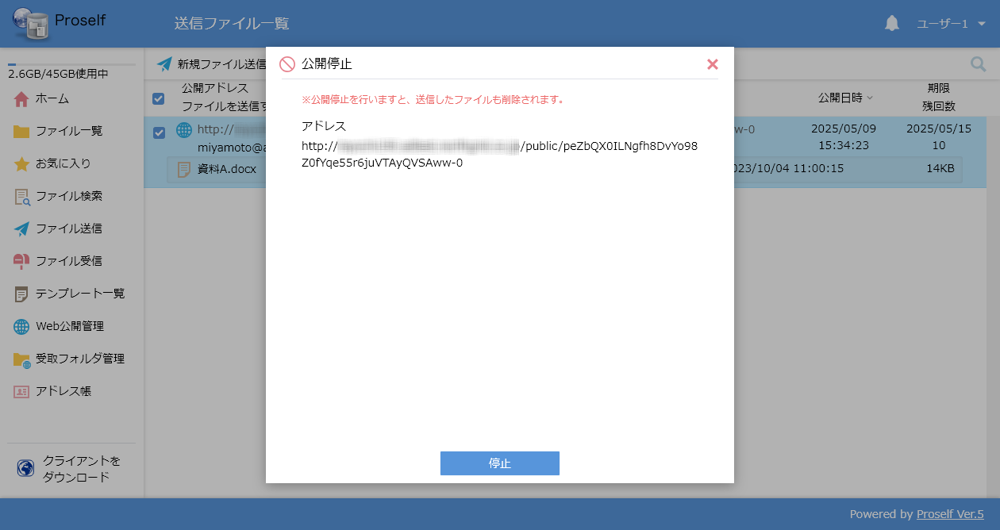 Proself
送信ファイル一覧
ユーザー1
2.6GB/45GB使用中
ホーム
ファイル一覧
お気に入り
ファイル検索
ファイル送信
ファイル受信
テンプレート一覧
Web公開管理
受取フォルダ管理
アドレス帳
クライアントを
ダウンロード
新規ファイル送信
公開アドレス
ファイルを送信す
公開日時
期限
残回数
http://
miyamoto@a
w-0
2025/05/09
15:34:23
2025/05/15
10
資料A.docx
023/10/04 11:00:15
14KB
公開停止
※公開停止を行いますと、送信したファイルも削除されます。
アドレス
http:// /public/peZbQX0ILNgfh8DvYo98
Z0fYqe55r6juVTAyQVSAww-0
停止
Powered by Proself Ver.5